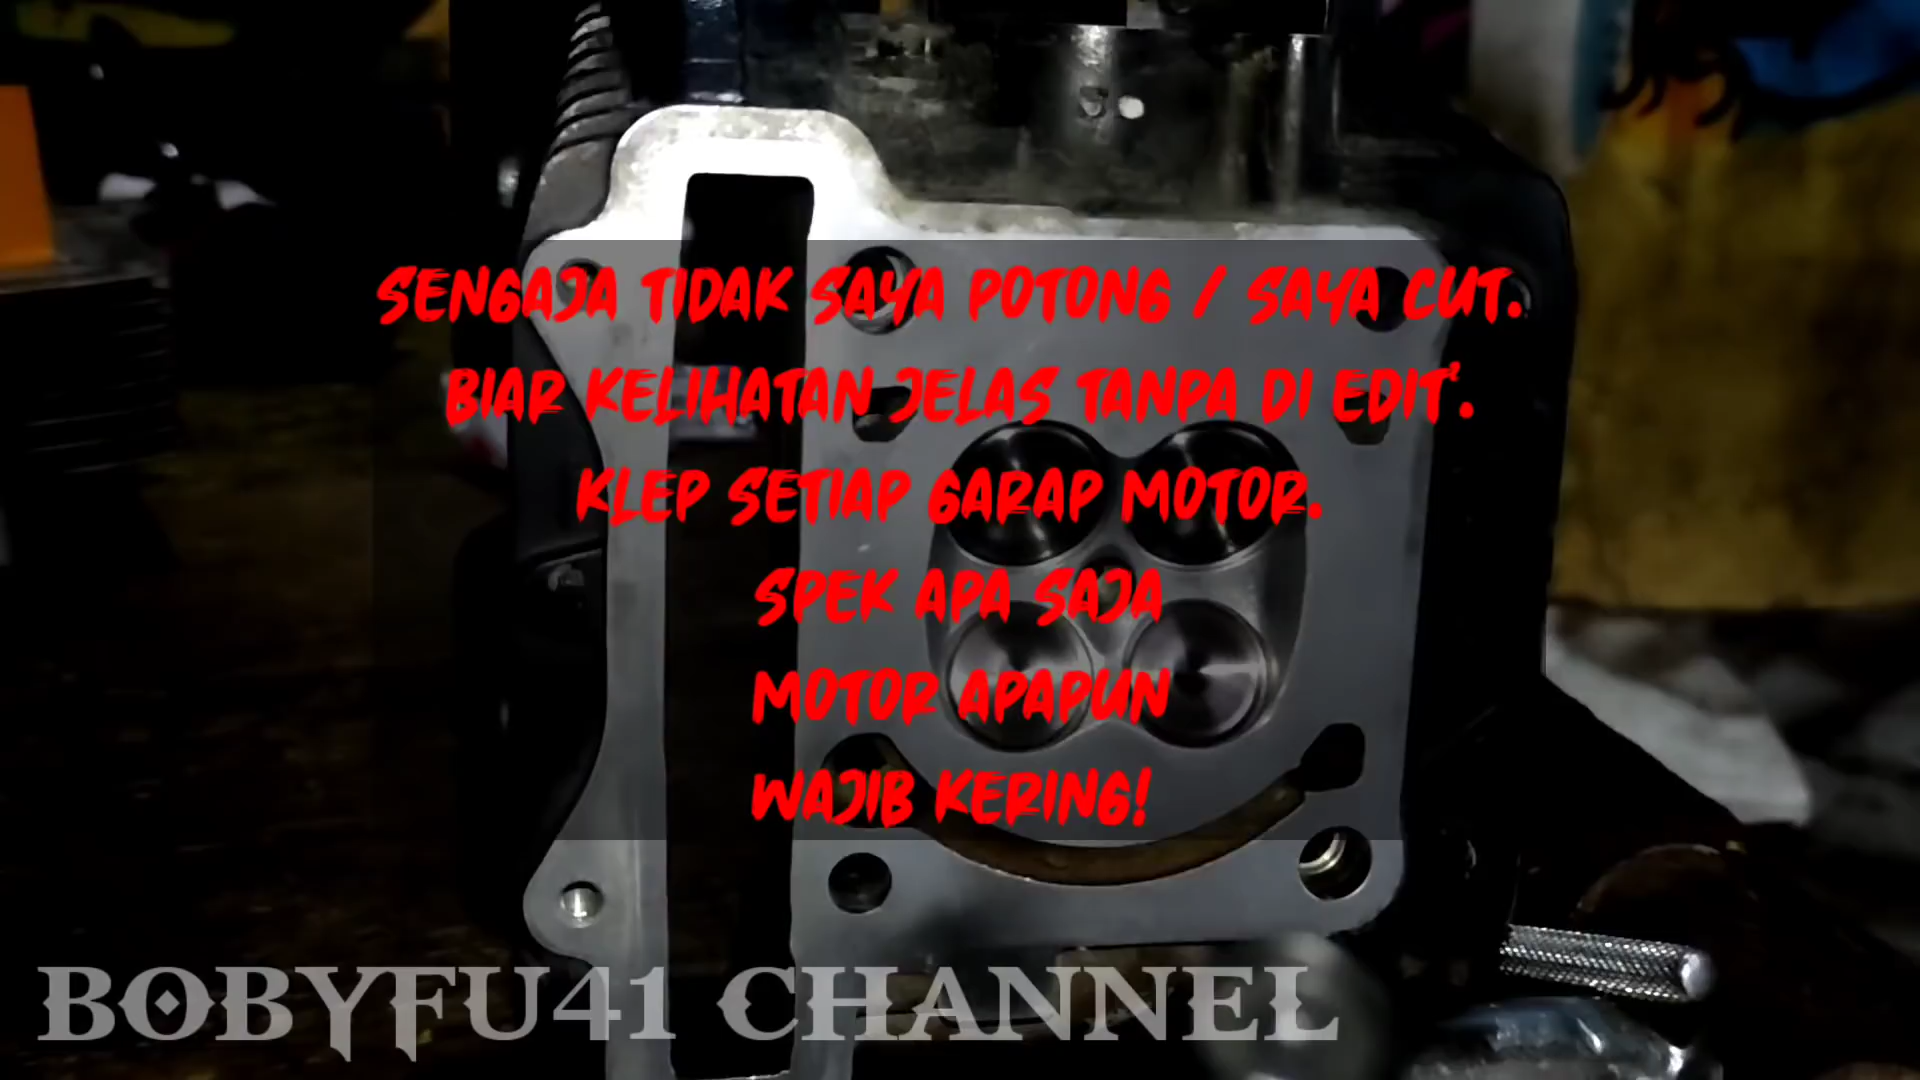 SENGAJA TIDAK SAYA POTONG / SAYA CUT.
BIAR KELIHATAN JELAS TANPA DI EDIT².
KLEP SETIAP GARAP MOTOR.
SPEK APA SAJA
MOTOR APAPUN
WAJIB KERING!
BOBYFU41 CHANNEL